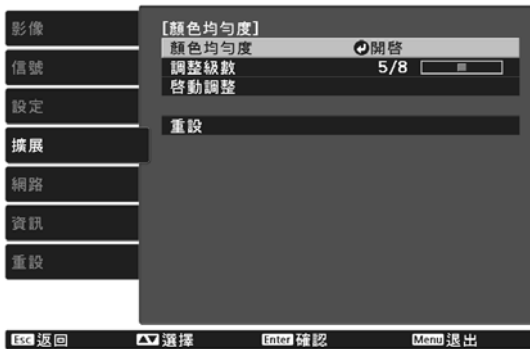 影像
信號
設定
擴展
網路
資訊
重設
[顏色均勻度]
顏色均勻度 開啓
調整級數 5/8
啓動調整
重設
Esc 返回 選擇 Enter 確認 Menu 退出